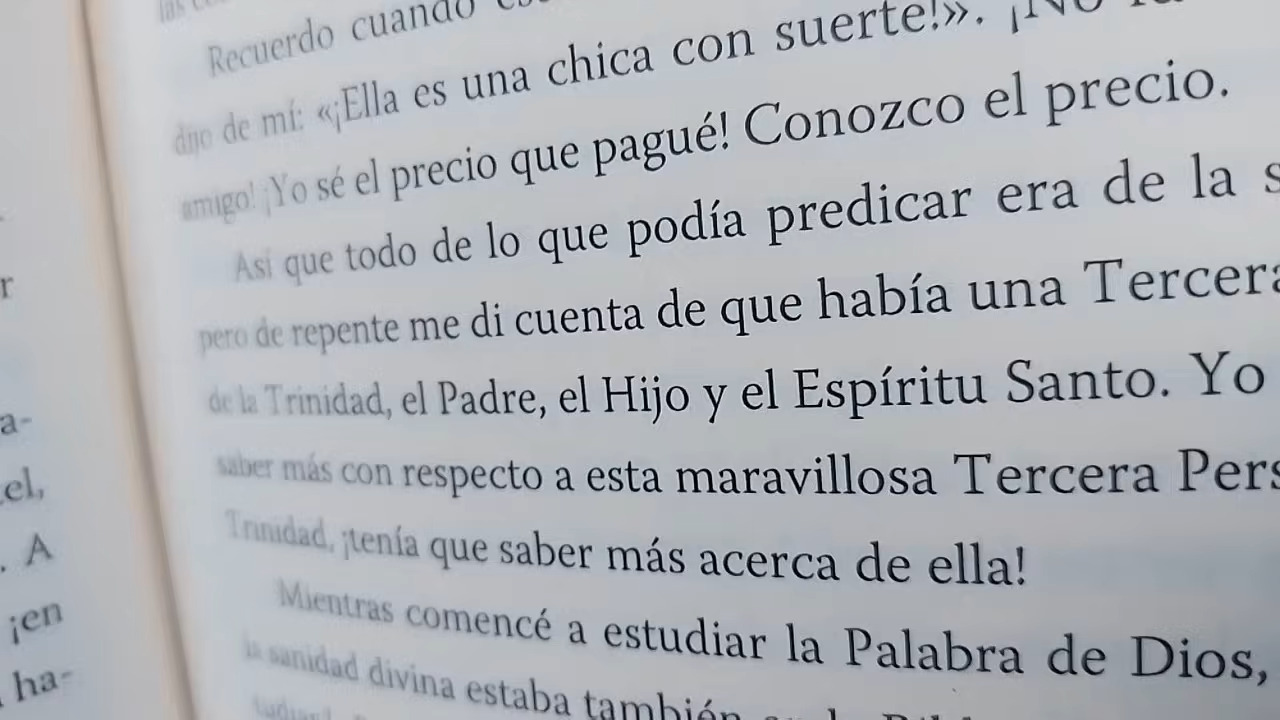 r
a-
el,
. A
¡en
ha-
Recuerdo cuando
dijo de mí: «¡Ella es una chica con suerte!». ¡No
amigo! ¡Yo sé el precio que pagué! Conozco el precio.
Así que todo de lo que podía predicar era de la s
pero de repente me di cuenta de que había una Tercera
de la Trinidad, el Padre, el Hijo y el Espíritu Santo. Yo
saber más con respecto a esta maravillosa Tercera Pers
Trinidad, ¡tenía que saber más acerca de ella!
Mientras comencé a estudiar la Palabra de Dios,
la sanidad divina estaba también